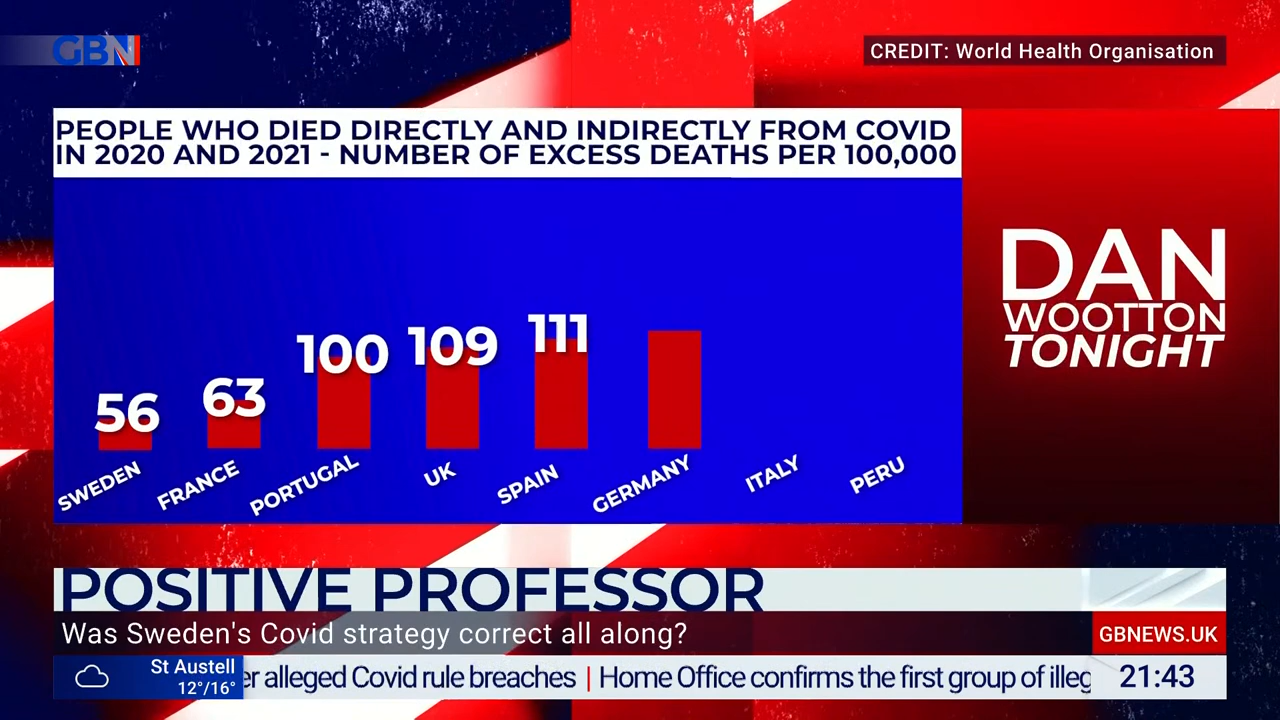 GBN
CREDIT: World Health Organisation
PEOPLE WHO DIED DIRECTLY AND INDIRECTLY FROM COVID
IN 2020 AND 2021 - NUMBER OF EXCESS DEATHS PER 100,000
56
63
100
109
111
SWEDEN
FRANCE
PORTUGAL
UK
SPAIN
GERMANY
ITALY
PERU
DAN
WOOTTON
TONIGHT
POSITIVE PROFESSOR
Was Sweden's Covid strategy correct all along?
GBNEWS.UK
St Austell
12°/16°
er alleged Covid rule breaches | Home Office confirms the first group of illeg
21:43